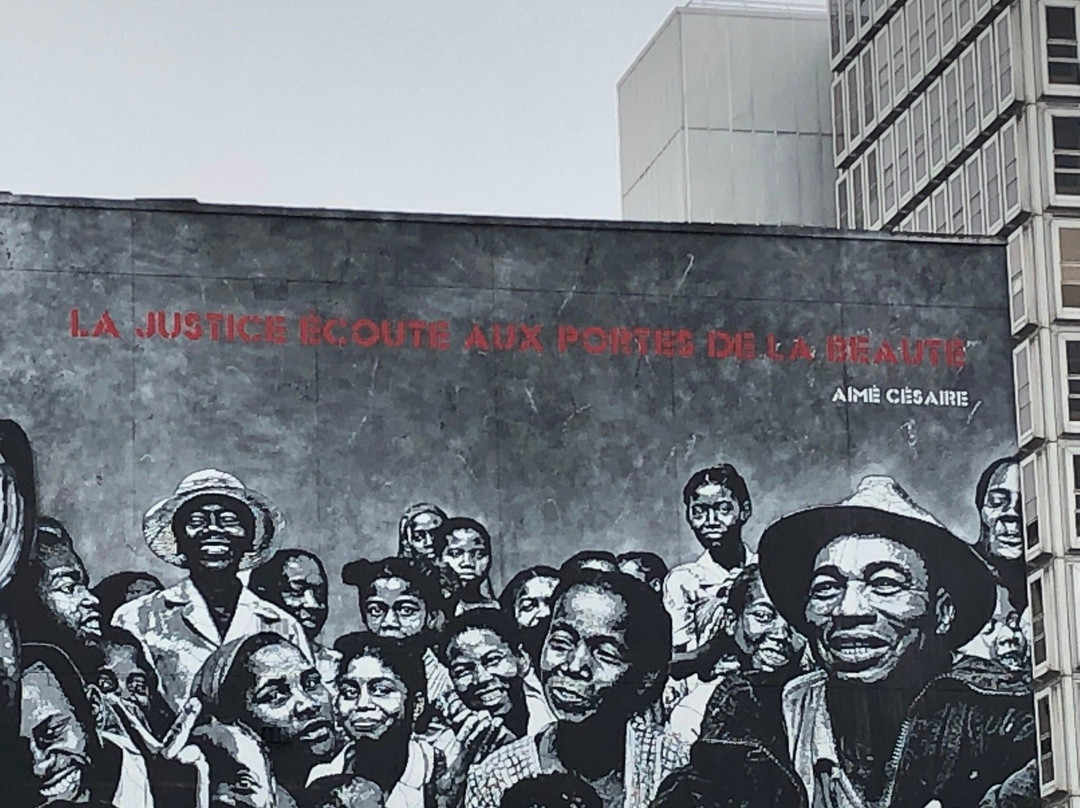 LA JUSTICE ÉCOUTE AUX PORTES DE LA BEAUTÉ
AIMÉ CÉSAIRE